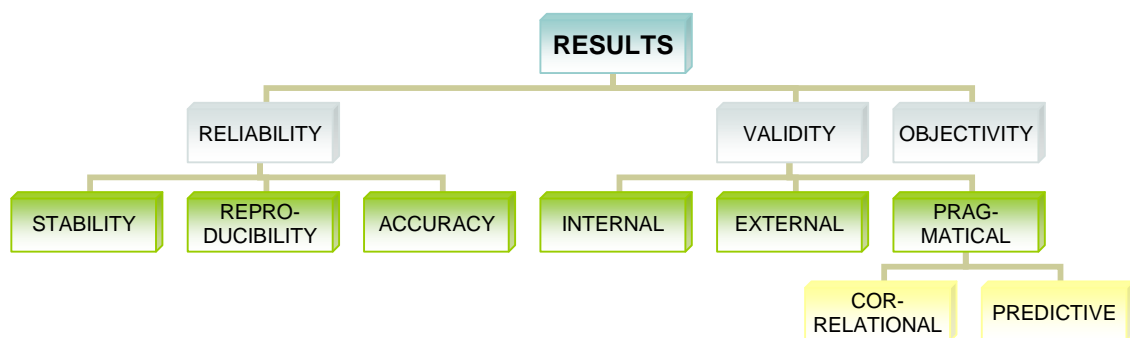 RESULTS
RELIABILITY
VALIDITY
OBJECTIVITY
STABILITY
REPRO-
DUCIBILITY
ACCURACY
INTERNAL
EXTERNAL
PRAG-
MATICAL
COR-
RELATIONAL
PREDICTIVE